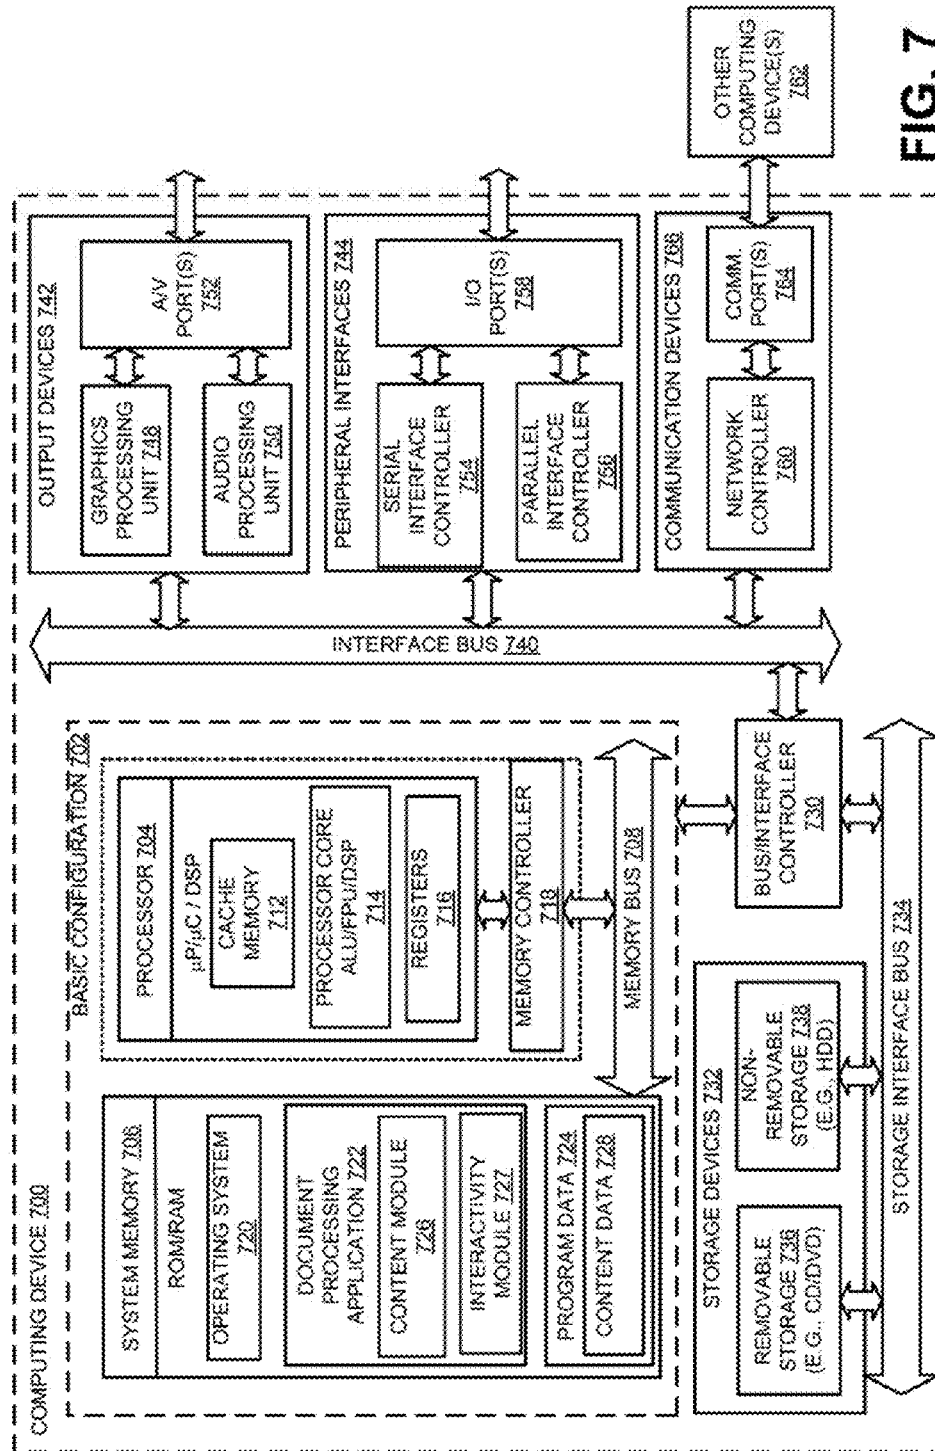 COMPUTING DEVICE 700
BASIC CONFIGURATION 702
SYSTEM MEMORY 706
ROM/RAM
OPERATING SYSTEM
720
DOCUMENT
PROCESSING
APPLICATION 722
CONTENT MODULE
726
INTERACTIVITY
MODULE 727
PROGRAM DATA 724
CONTENT DATA 728
PROCESSOR 704
µP/µC / DSP
CACHE
MEMORY
712
PROCESSOR CORE
ALU/FPU/DSP
714
REGISTERS
716
MEMORY CONTROLLER
718
MEMORY BUS 708
STORAGE DEVICES 732
REMOVABLE
STORAGE 736
(E.G., CD/DVD)
NON-
REMOVABLE
STORAGE 738
(E.G., HDD)
BUS/INTERFACE
CONTROLLER
730
STORAGE INTERFACE BUS 734
INTERFACE BUS 740
OUTPUT DEVICES 742
GRAPHICS
PROCESSING
UNIT 748
AUDIO
PROCESSING
UNIT 750
A/V
PORT(S)
752
PERIPHERAL INTERFACES 744
SERIAL
INTERFACE
CONTROLLER
754
PARALLEL
INTERFACE
CONTROLLER
756
I/O
PORT(S)
758
COMMUNICATION DEVICES 766
NETWORK
CONTROLLER
760
COMM.
PORT(S)
764
OTHER
COMPUTING
DEVICE(S)
762
FIG. 7